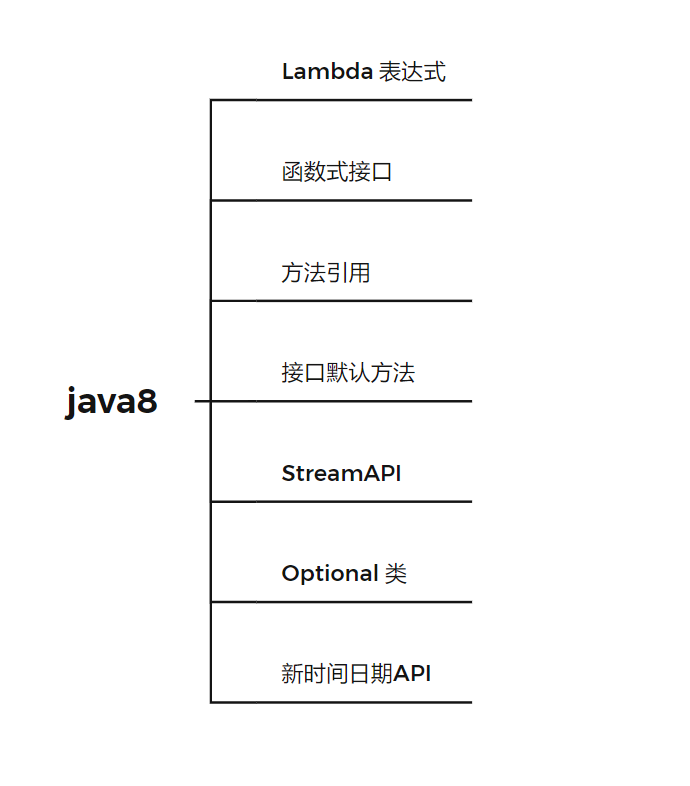 Lambda 表达式
函数式接口
方法引用
接口默认方法
java8
StreamAPI
Optional 类
新时间日期API